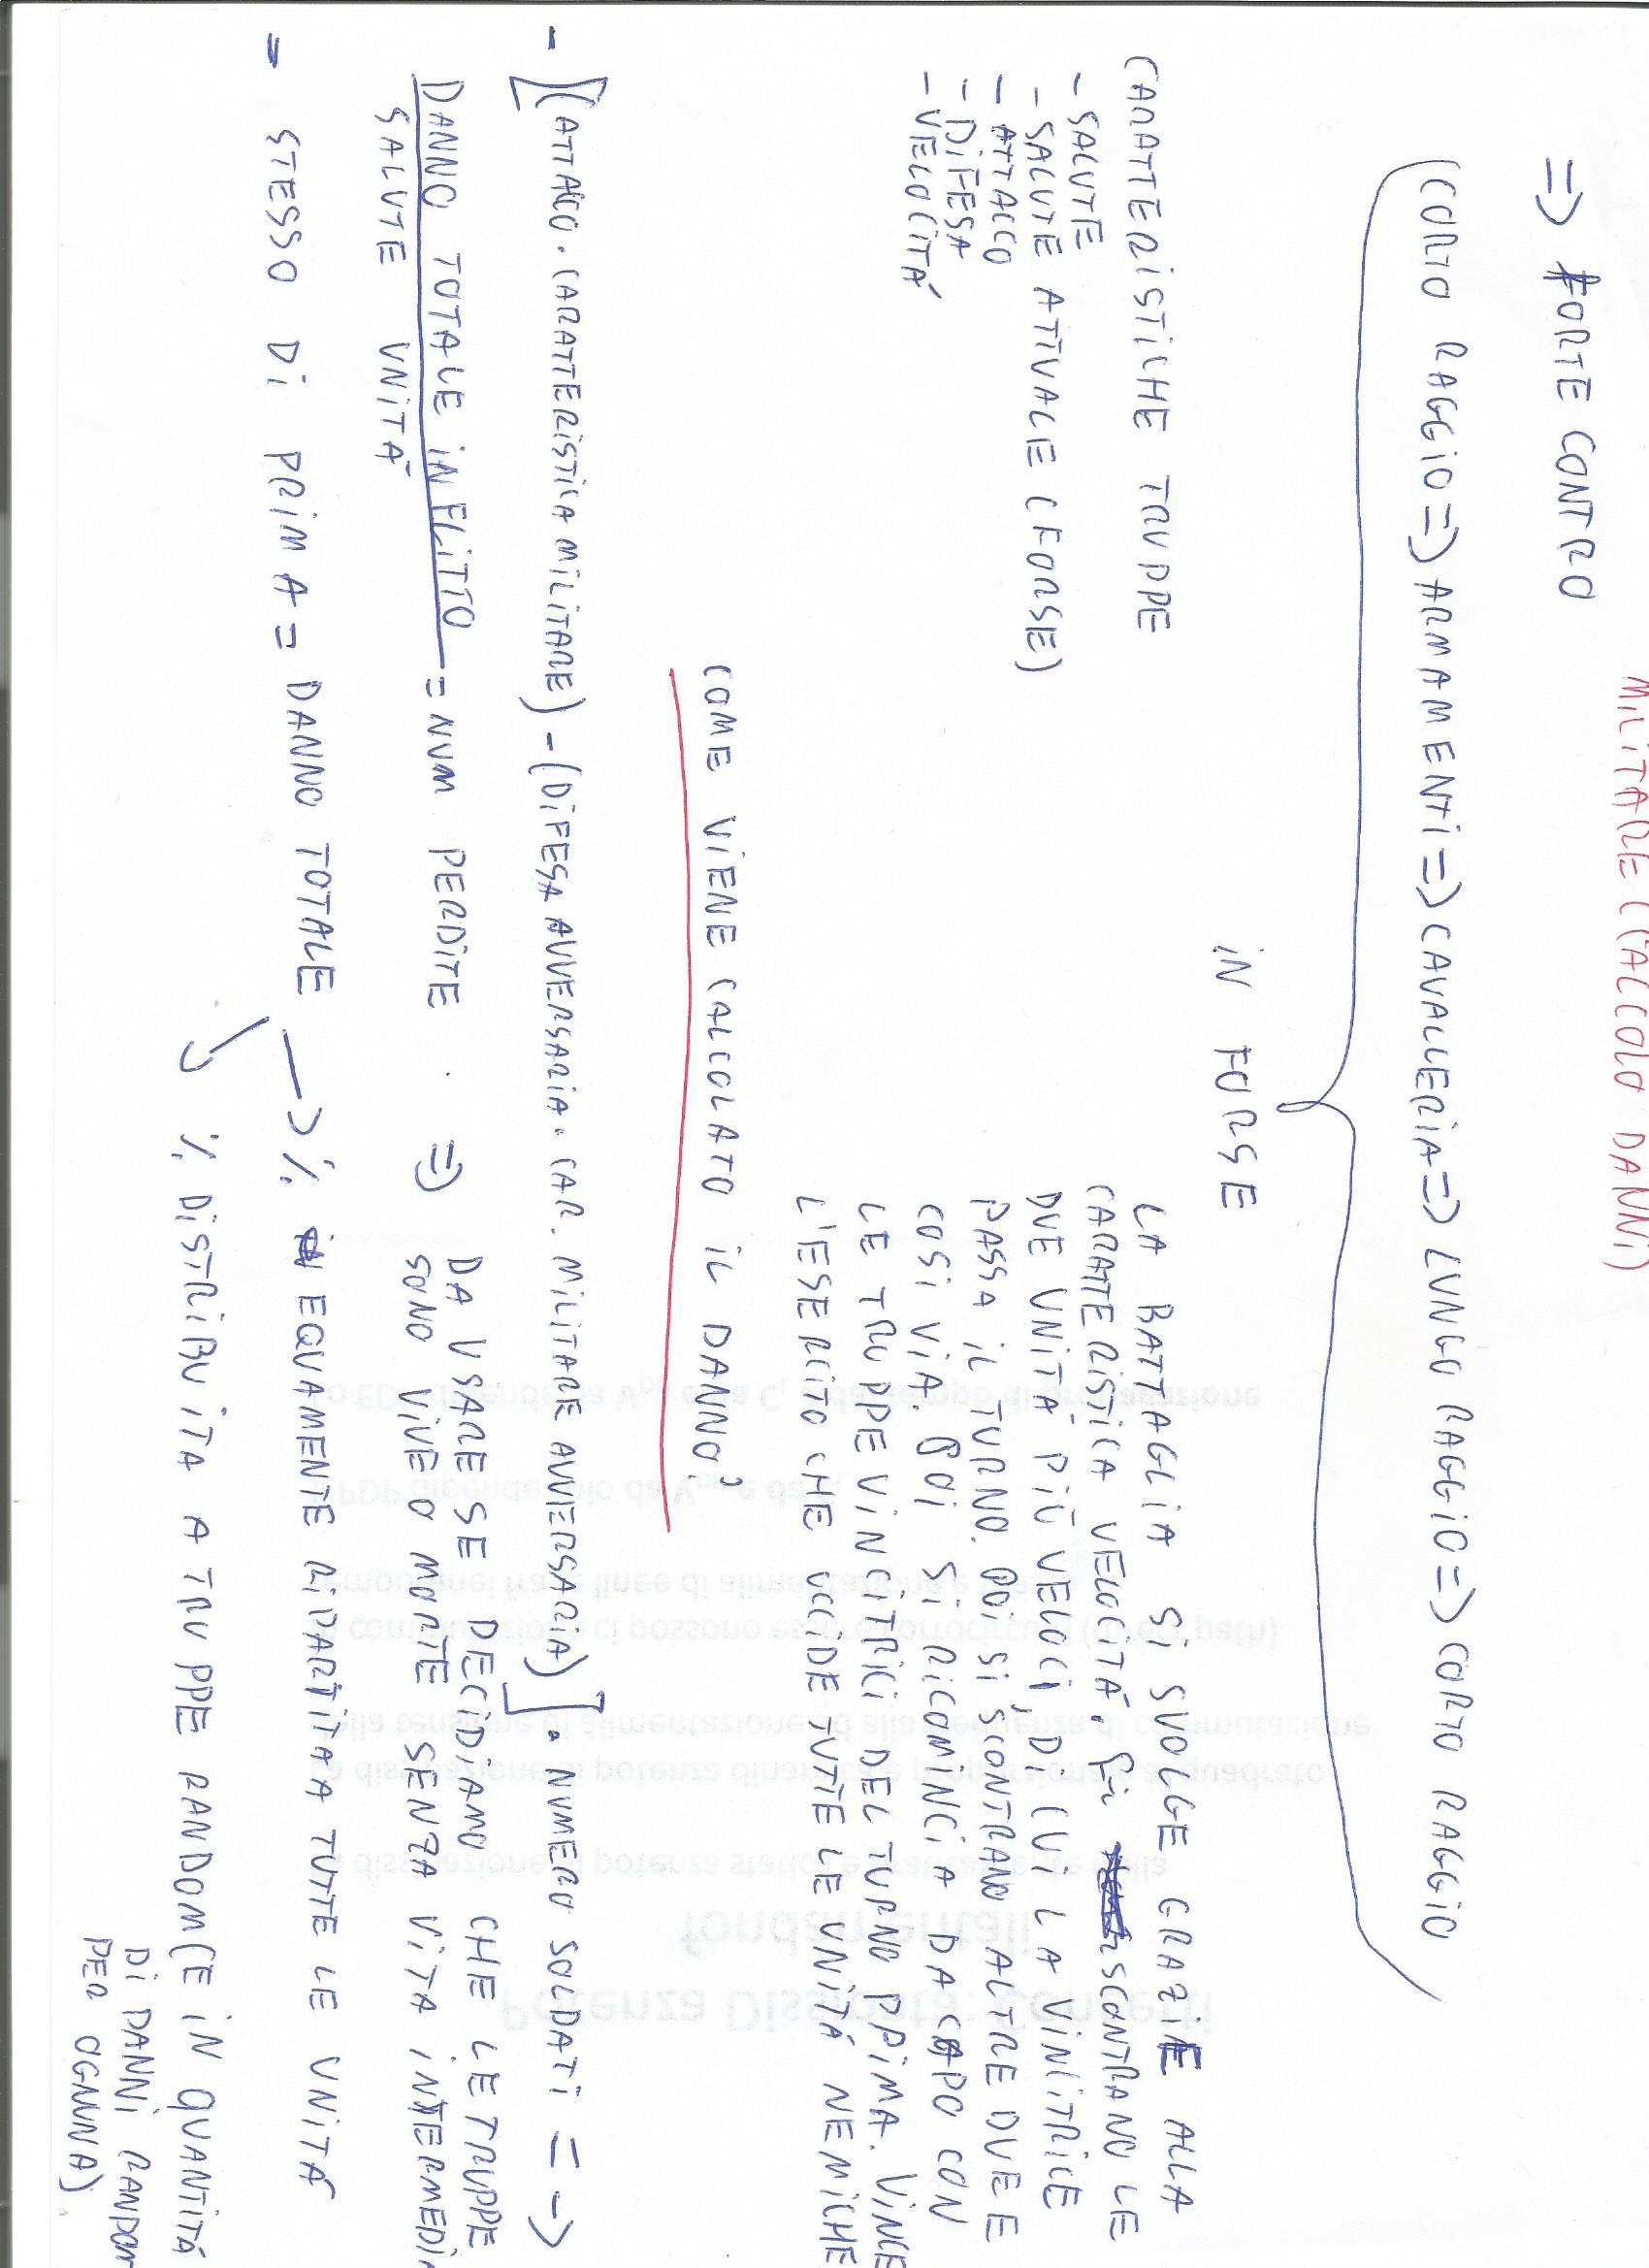 MILITARE (CALCOLO DANNI)
=> FORTE CONTRO
(CORTO RAGGIO => ARMAMENTI => CAVALLERIA => LUNGO RAGGIO => CORTO RAGGIO
IN FORSE
CARATTERISTICHE TRUPPE
- SALUTE
- SALUTE ATTUALE (FORSE)
- ATTACCO
- DIFESA
- VELOCITÁ
LA BATTAGLIA SI SVOLGE GRAZIE ALLA
CARATTERISTICA VELOCITÁ. SI SCONTRANO LE
DUE UNITÁ PIÙ VELOCI, DI CUI LA VINCITRICE
PASSA IL TURNO. POI SI SCONTRANO ALTRE DUE E
COSI VIA. POI SI RICOMINCIA DA CAPO CON
LE TRUPPE VINCITRICI DEL TURNO PRIMA. VINCE
L'ESERCITO CHE UCCIDE TUTTE LE UNITÁ NEMICHE
COME VIENE CALCOLATO IL DANNO?
- [(ATTACCO · CARATTERISTICA MILITARE) - (DIFESA AVVERSARIA · CAR. MILITARE AVVERSARIA)] · NUMERO SOLDATI = ->
DANNO TOTALE INFLITTO = NUM PERDITE => DA USARE SE DECIDIAMO CHE LE TRUPPE
SALUTE UNITÁ SONO VIVE O MORTE SENZA VITA INTERMEDIA
- STESSO DI PRIMA = DANNO TOTALE -> % EQUAMENTE RIPARTITA A TUTTE LE UNITÁ
% DISTRIBUITA A TRUPPE RANDOM (E IN QUANTITÁ
DI DANNI RANDOM
PER OGNUNA)